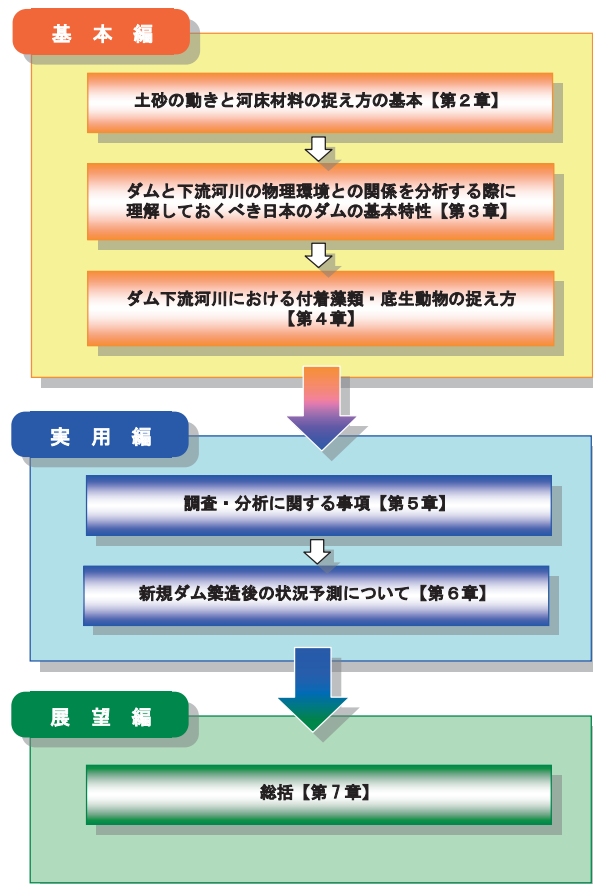 基本編
土砂の動きと河床材料の捉え方の基本【第２章】
ダムと下流河川の物理環境との関係を分析する際に
理解しておくべき日本のダムの基本特性【第３章】
ダム下流河川における付着藻類・底生動物の捉え方
【第４章】
実用編
調査・分析に関する事項【第５章】
新規ダム築造後の状況予測について【第６章】
展望編
総括【第７章】